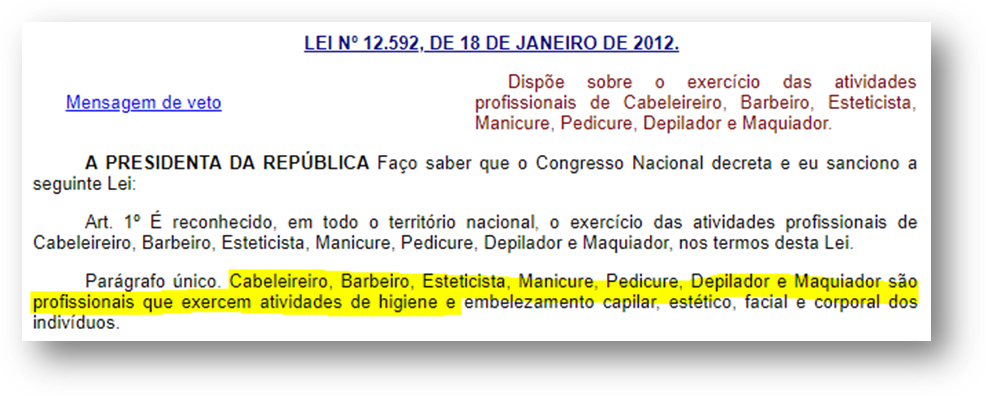 LEI Nº 12.592, DE 18 DE JANEIRO DE 2012.
Mensagem de veto
Dispõe sobre o exercício das atividades
profissionais de Cabeleireiro, Barbeiro, Esteticista,
Manicure, Pedicure, Depilador e Maquiador.
A PRESIDENTA DA REPÚBLICA Faço saber que o Congresso Nacional decreta e eu sanciono a
seguinte Lei:
Art. 1º É reconhecido, em todo o território nacional, o exercício das atividades profissionais de
Cabeleireiro, Barbeiro, Esteticista, Manicure, Pedicure, Depilador e Maquiador, nos termos desta Lei.
Parágrafo único. Cabeleireiro, Barbeiro, Esteticista, Manicure, Pedicure, Depilador e Maquiador são
profissionais que exercem atividades de higiene e embelezamento capilar, estético, facial e corporal dos
indivíduos.